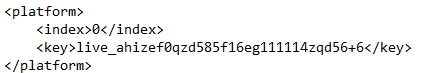 <platform>
    <index>0</index>
    <key>live_ahizef0qzd585f16eg111114zqd56+6</key>
</platform>